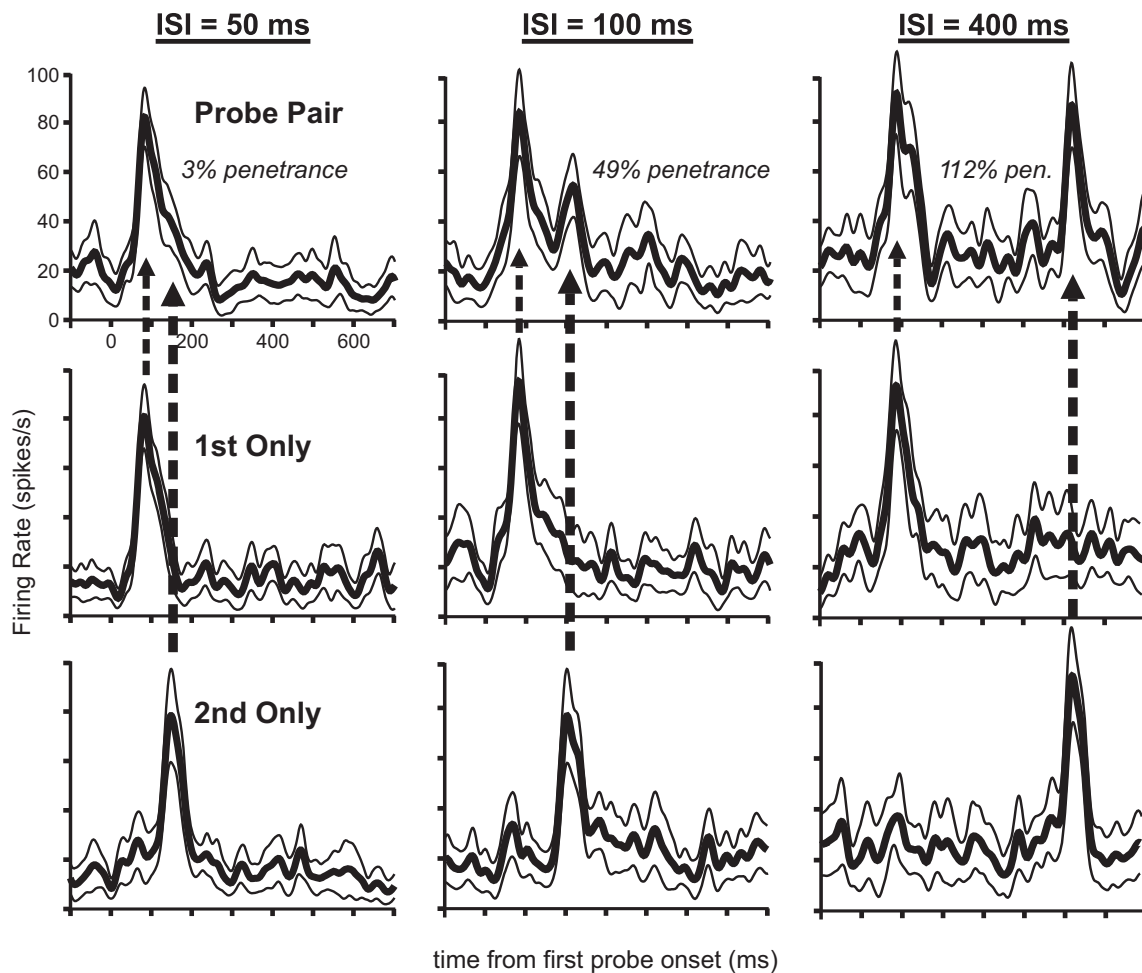 ISI = 50 ms
ISI = 100 ms
ISI = 400 ms
100
80
60
40
20
0
Probe Pair
3% penetrance
49% penetrance
112% pen.
0 200 400 600
Firing Rate (spikes/s)
1st Only
2nd Only
time from first probe onset (ms)